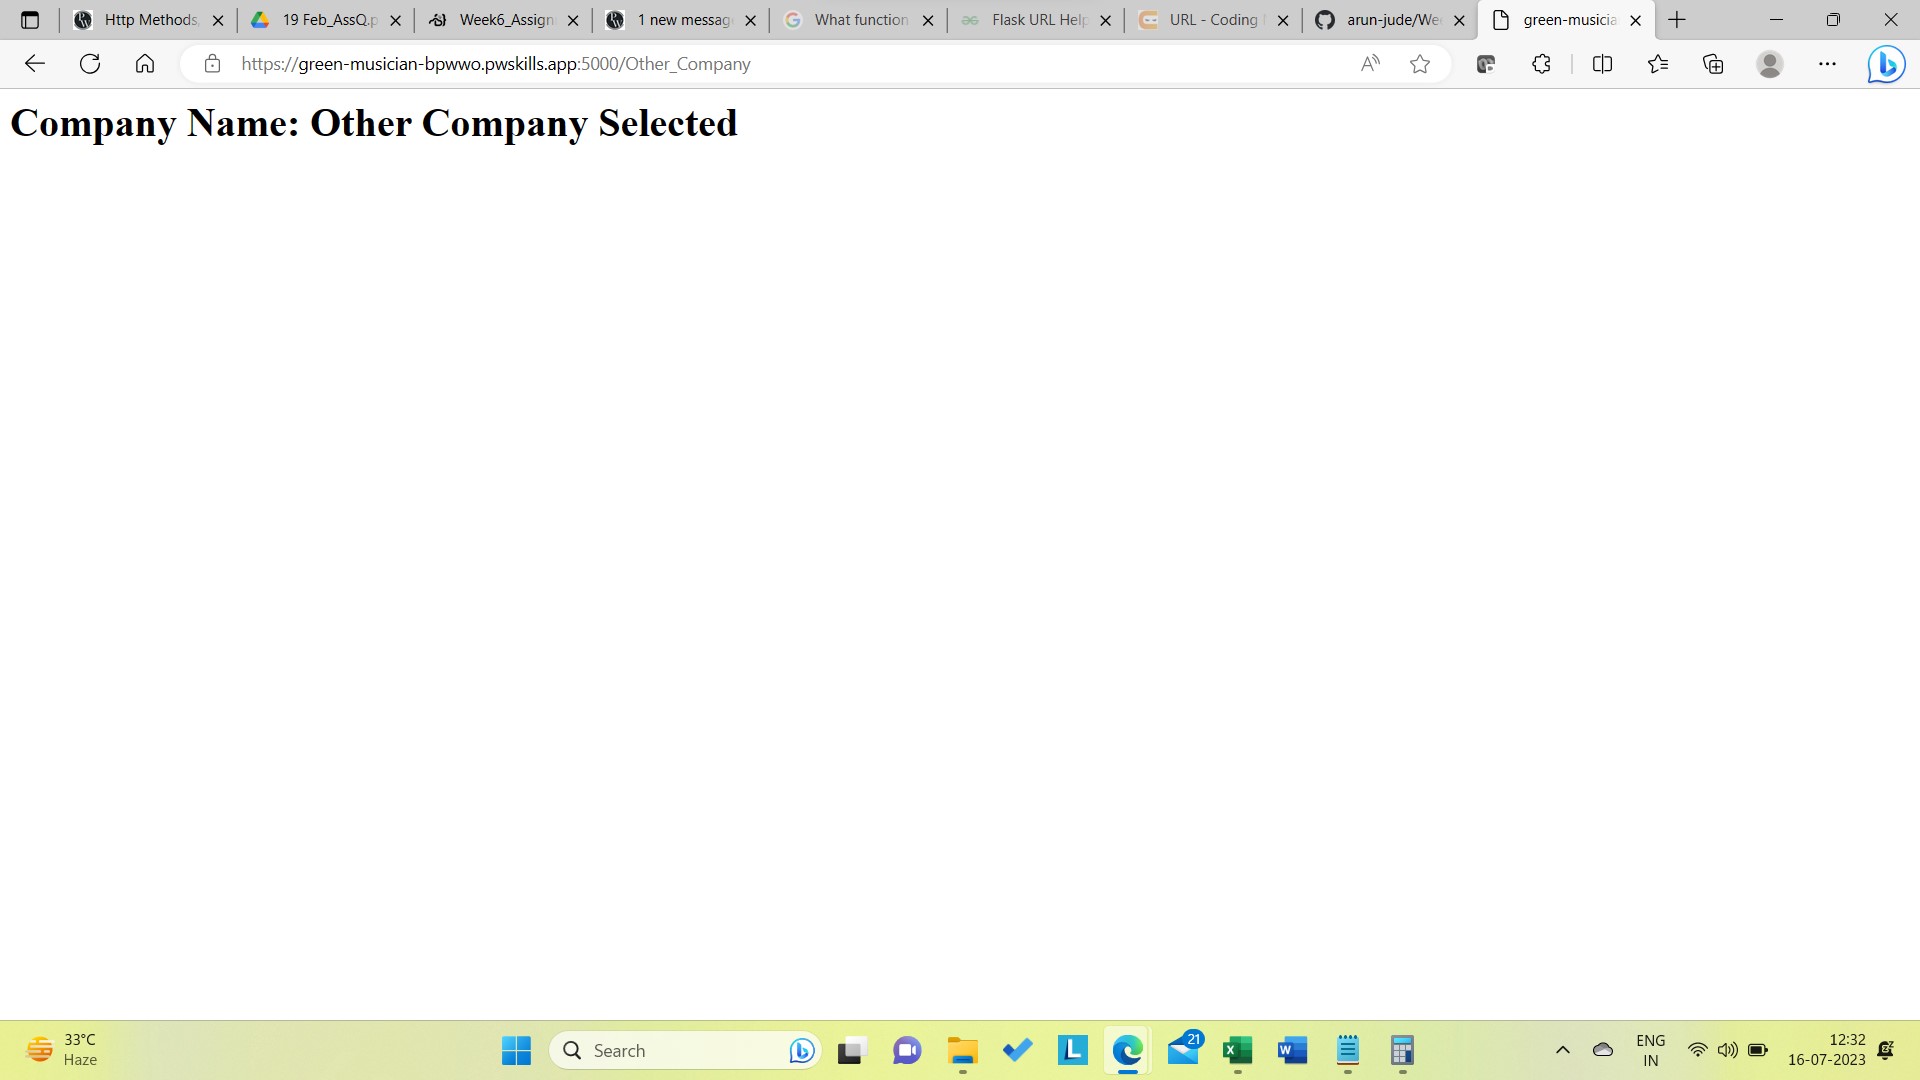 Http Methods,
19 Feb_AssQ.p
Week6_Assign
1 new message
What function
Flask URL Help
URL - Coding
arun-jude/We
green-musicia
https://green-musician-bpwwo.pwskills.app:5000/Other_Company
Company Name: Other Company Selected
33°C
Haze
Search
21
ENG
IN
12:32
16-07-2023